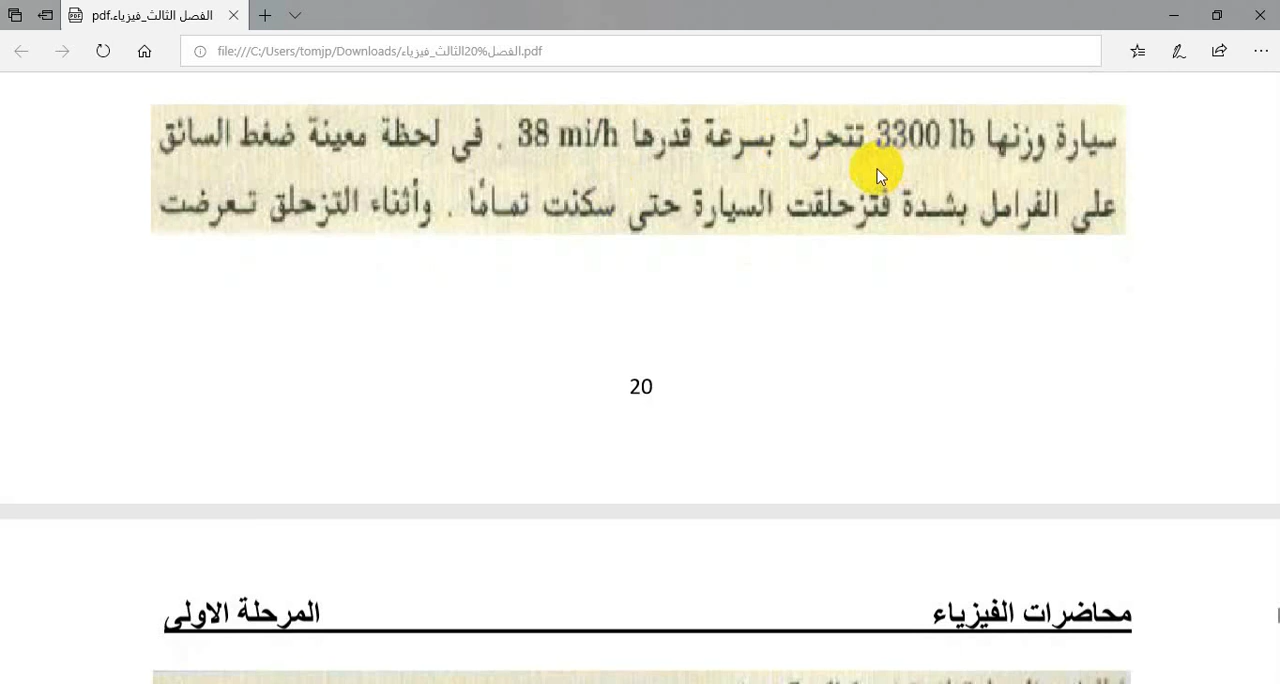 الفصل الثالث_فيزياء.pdf
file:///C:/Users/tomjp/Downloads/الفصل%20الثالث_فيزياء.pdf
سيارة وزنها 3300 lb تتحرك بسرعة قدرها 38 mi/h . فى لحظة معينة ضغط السائق
على الفرامل بشدة فتزحلقت السيارة حتى سكنت تمامًا . وأثناء التزحلق تعرضت
20
محاضرات الفيزياء
المرحلة الاولى